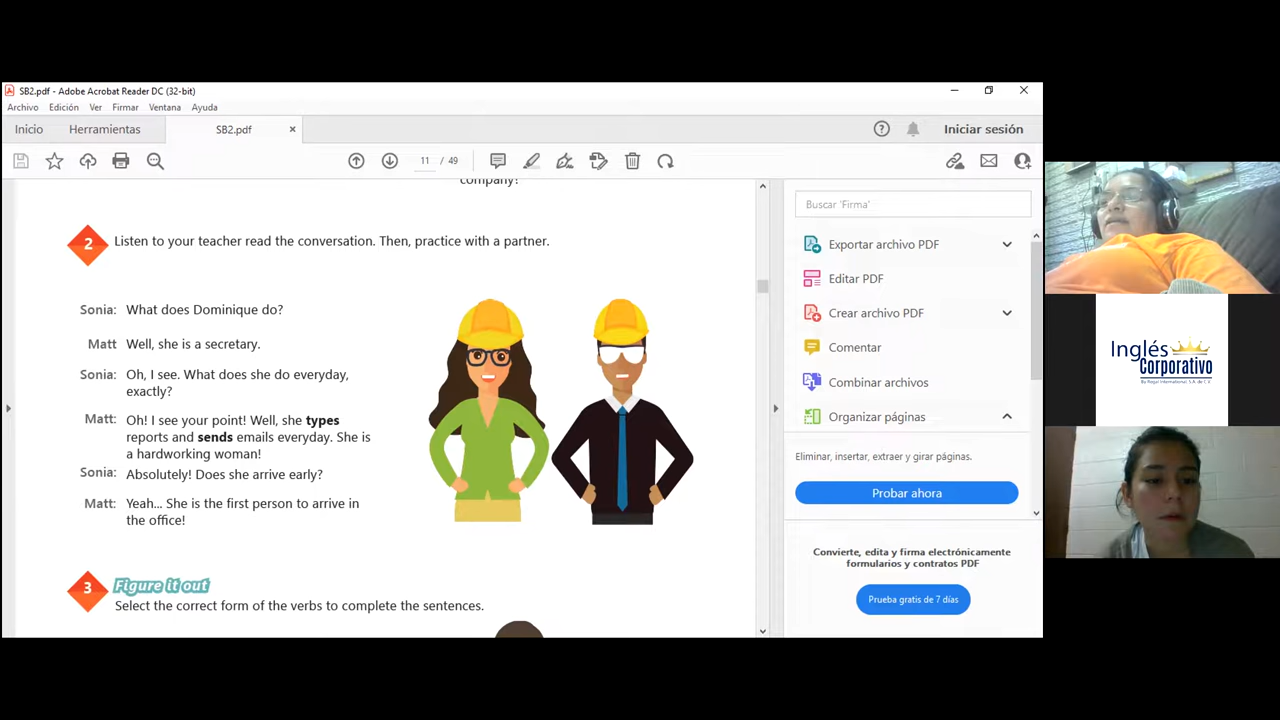 SB2.pdf - Adobe Acrobat Reader DC (32-bit)
Archivo Edición Ver Firmar Ventana Ayuda
Inicio Herramientas SB2.pdf × Iniciar sesión
11 / 49
company?
2 Listen to your teacher read the conversation. Then, practice with a partner.
Sonia: What does Dominique do?
Matt Well, she is a secretary.
Sonia: Oh, I see. What does she do everyday,
exactly?
Matt: Oh! I see your point! Well, she types
reports and sends emails everyday. She is
a hardworking woman!
Sonia: Absolutely! Does she arrive early?
Matt: Yeah... She is the first person to arrive in
the office!
3 Figure it out
Select the correct form of the verbs to complete the sentences.
Buscar 'Firma'
Exportar archivo PDF
Editar PDF
Crear archivo PDF
Comentar
Combinar archivos
Organizar páginas
Eliminar, insertar, extraer y girar páginas.
Probar ahora
Convierte, edita y firma electrónicamente
formularios y contratos PDF
Prueba gratis de 7 días
Inglés
Corporativo